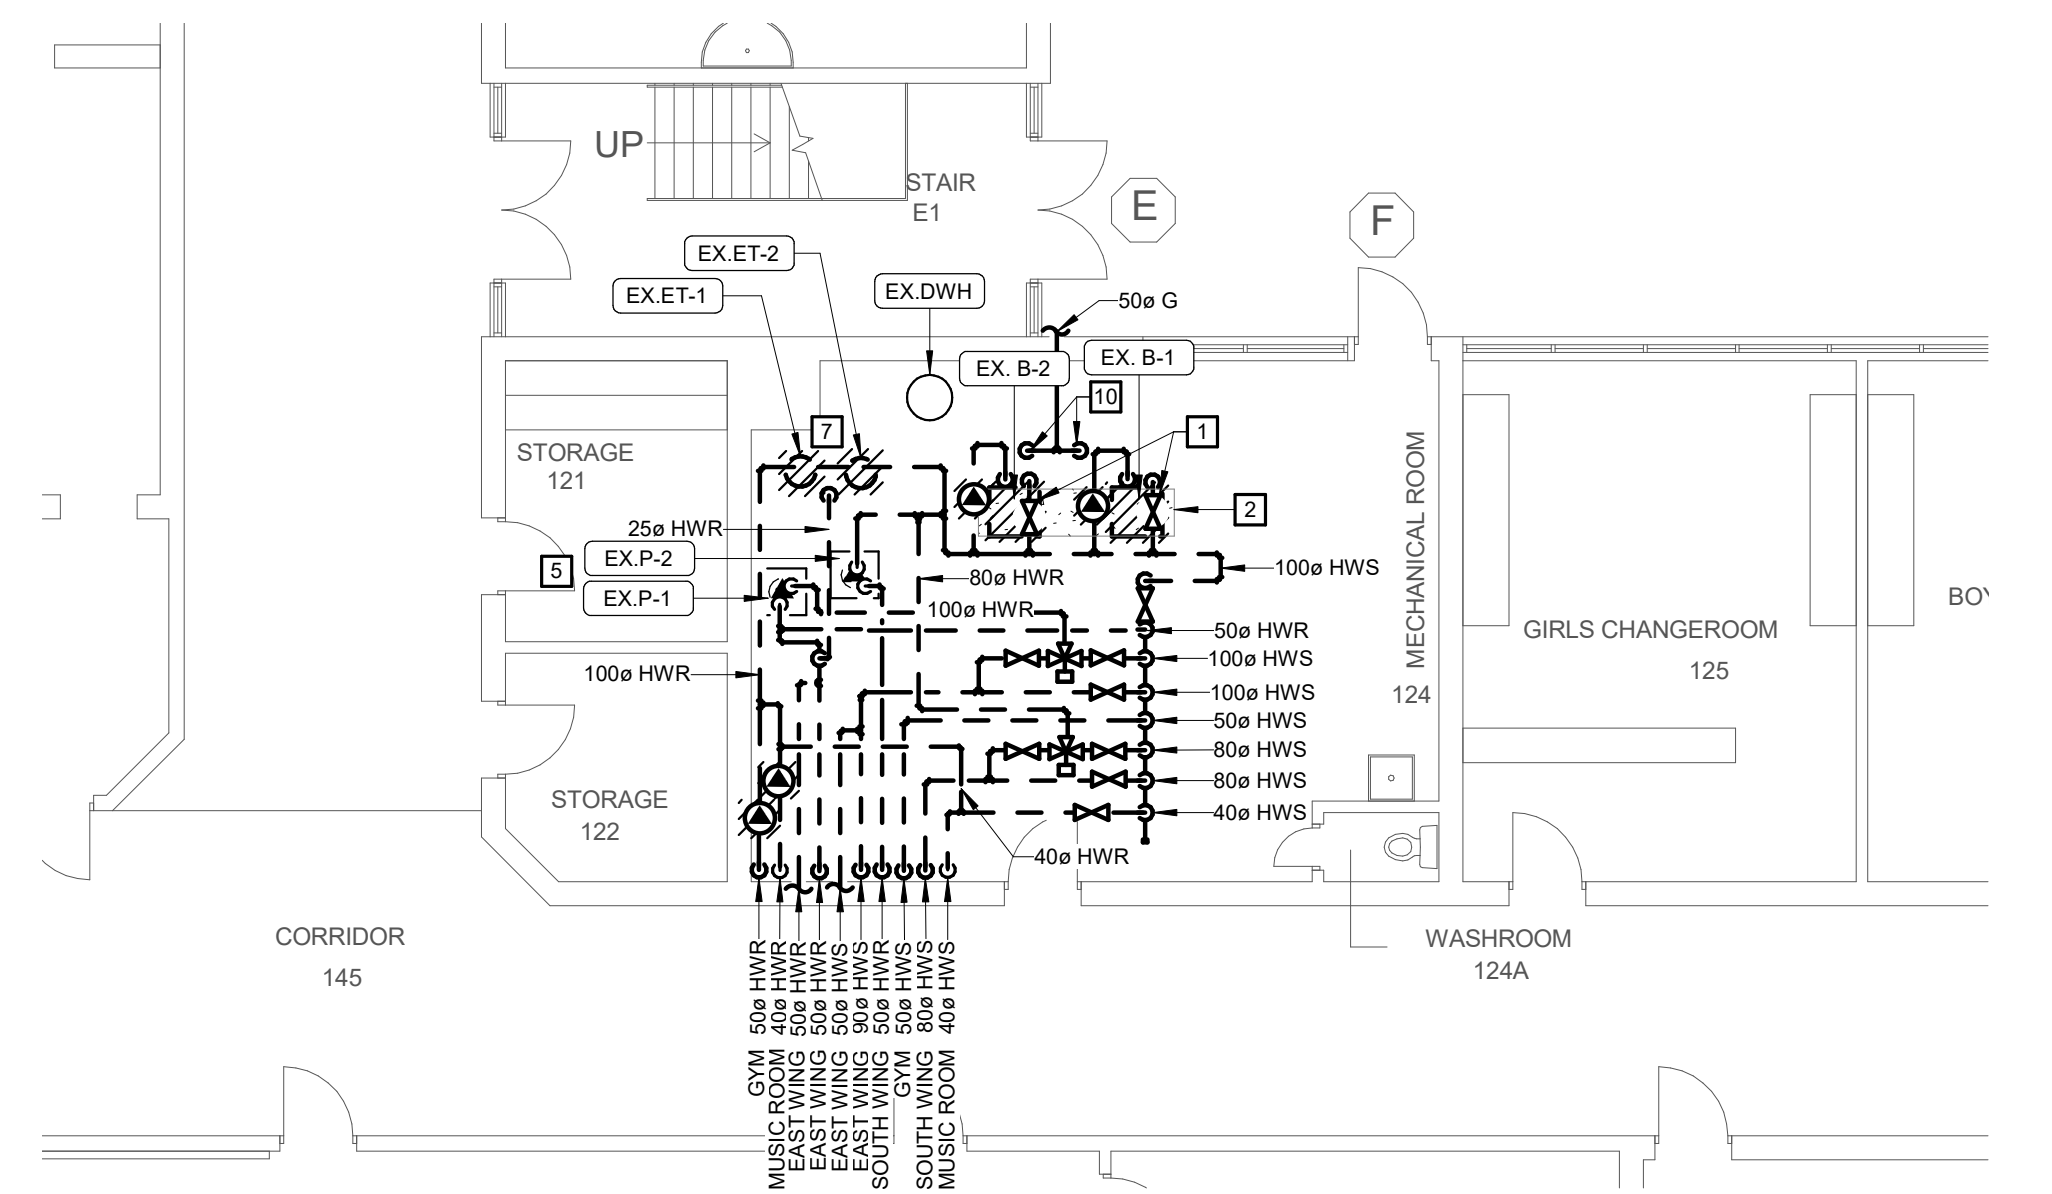 UP
STAIR
E1
E
F
EX.ET-2
EX.ET-1
EX.DWH
50ø G
EX. B-2
EX. B-1
10
7
1
STORAGE
121
2
25ø HWR
EX.P-2
5
EX.P-1
80ø HWR
100ø HWS
100ø HWR
MECHANICAL ROOM
124
50ø HWR
100ø HWS
100ø HWS
50ø HWS
80ø HWS
80ø HWS
40ø HWS
100ø HWR
40ø HWR
GIRLS CHANGEROOM
125
BOY
STORAGE
122
CORRIDOR
145
WASHROOM
124A
GYM 50ø HWR
MUSIC ROOM 40ø HWR
EAST WING 50ø HWR
EAST WING 50ø HWR
EAST WING 50ø HWS
EAST WING 90ø HWS
SOUTH WING 50ø HWR
GYM 50ø HWS
SOUTH WING 80ø HWS
MUSIC ROOM 40ø HWS